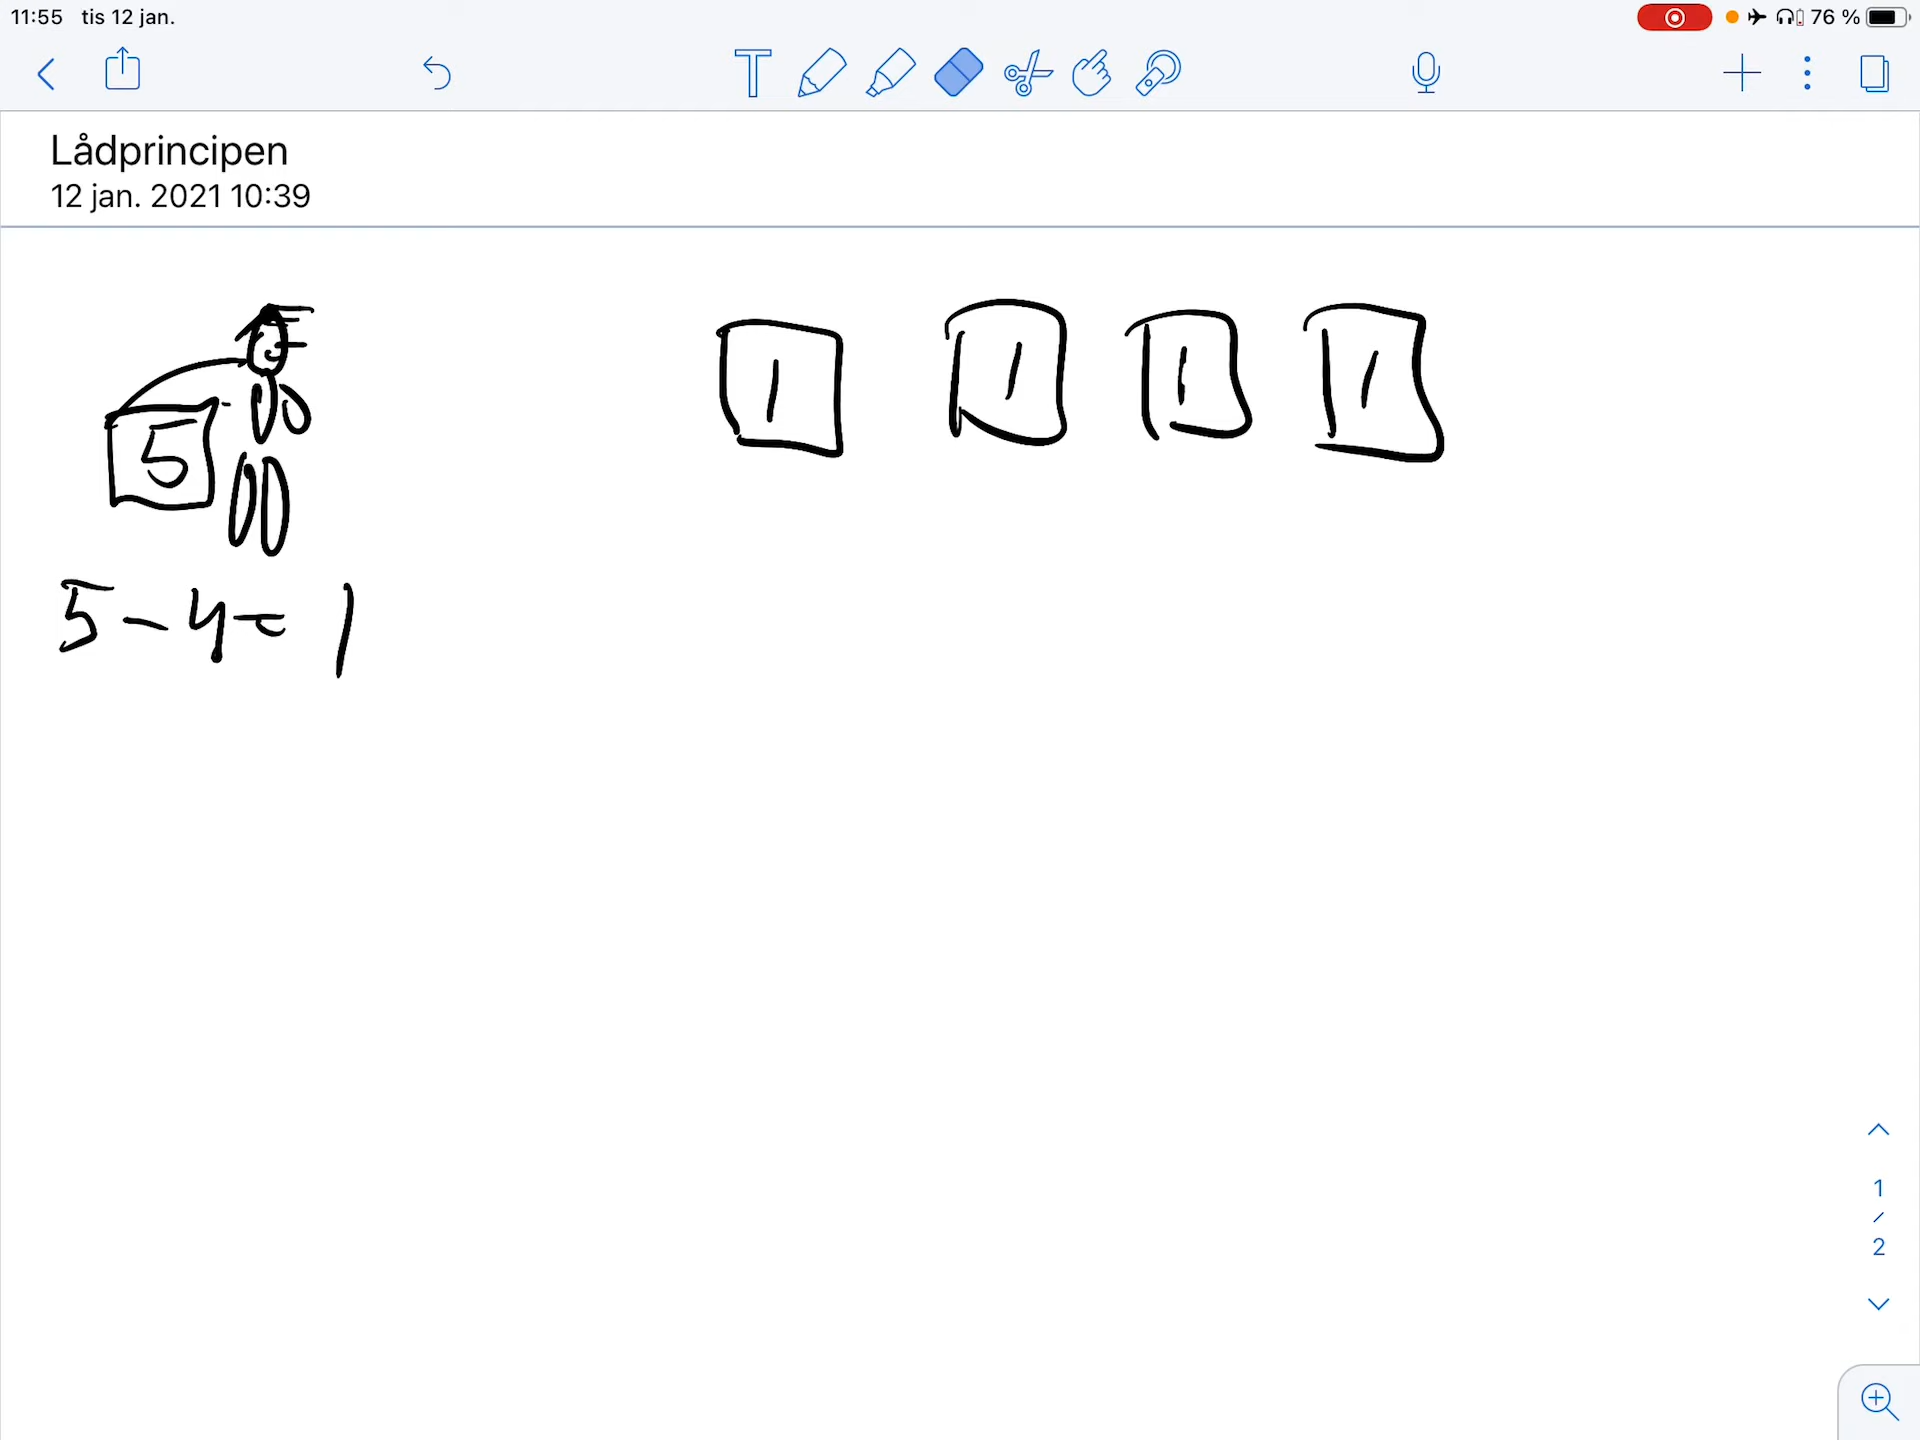 11:55 tis 12 jan. 76 %
T
Lådprincipen
12 jan. 2021 10:39
1 1 1 1
5
5 - 4 = 1
1
/
2